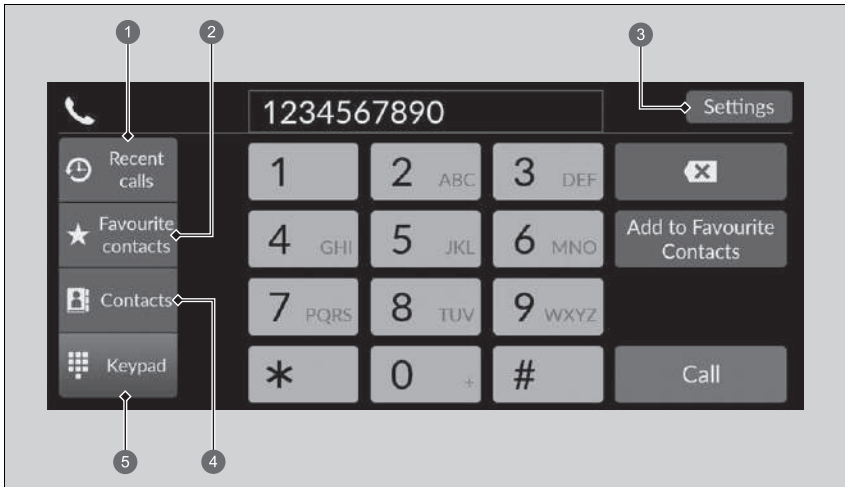 1
2
3
1234567890
Settings
Recent
calls
1
2 ABC
3 DEF
Favourite
contacts
4 GHI
5 JKL
6 MNO
Add to Favourite
Contacts
Contacts
7 PQRS
8 TUV
9 WXYZ
Keypad
*
0 +
#
Call
5
4